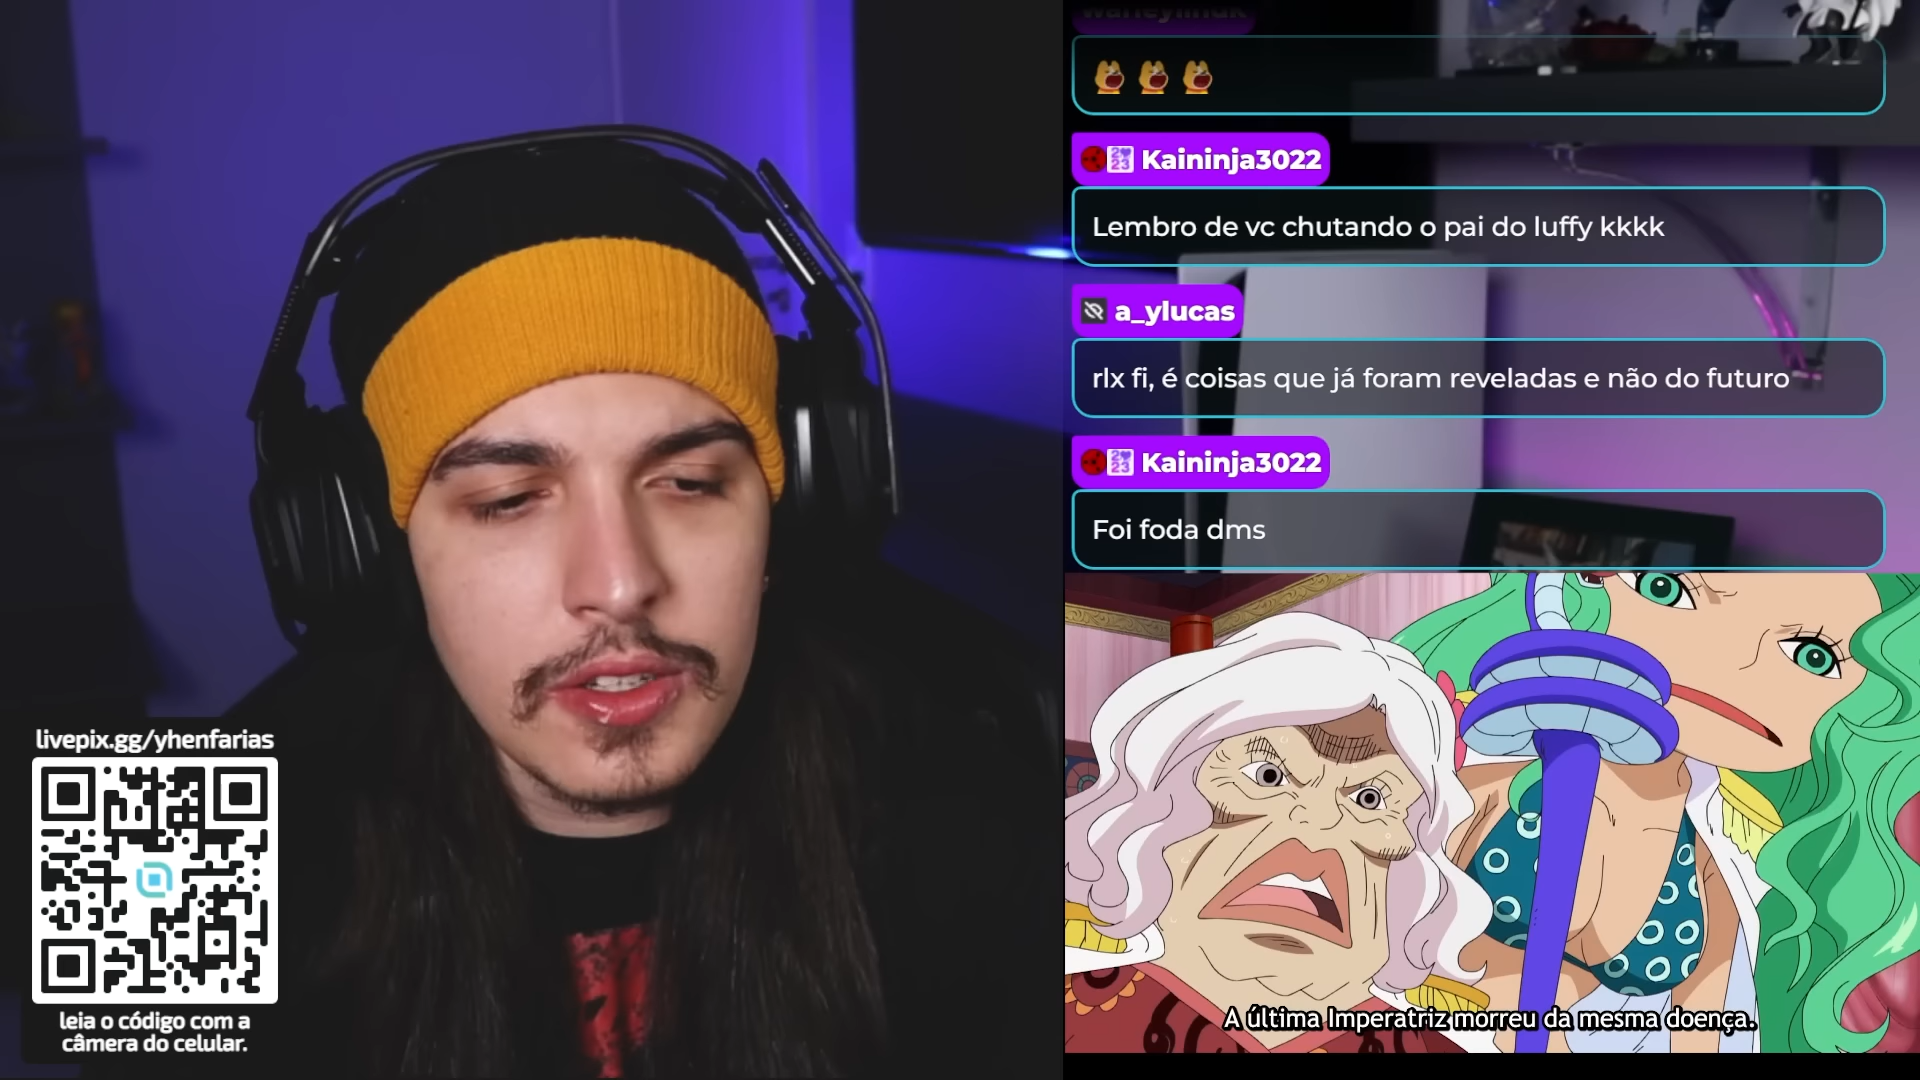 Kaininja3022
Lembro de vc chutando o pai do luffy kkkk
a_ylucas
rlx fi, é coisas que já foram reveladas e não do futuro
Kaininja3022
Foi foda dms
livepix.gg/yhenfarias
leia o código com a
câmera do celular.
A última Imperatriz morreu da mesma doença.